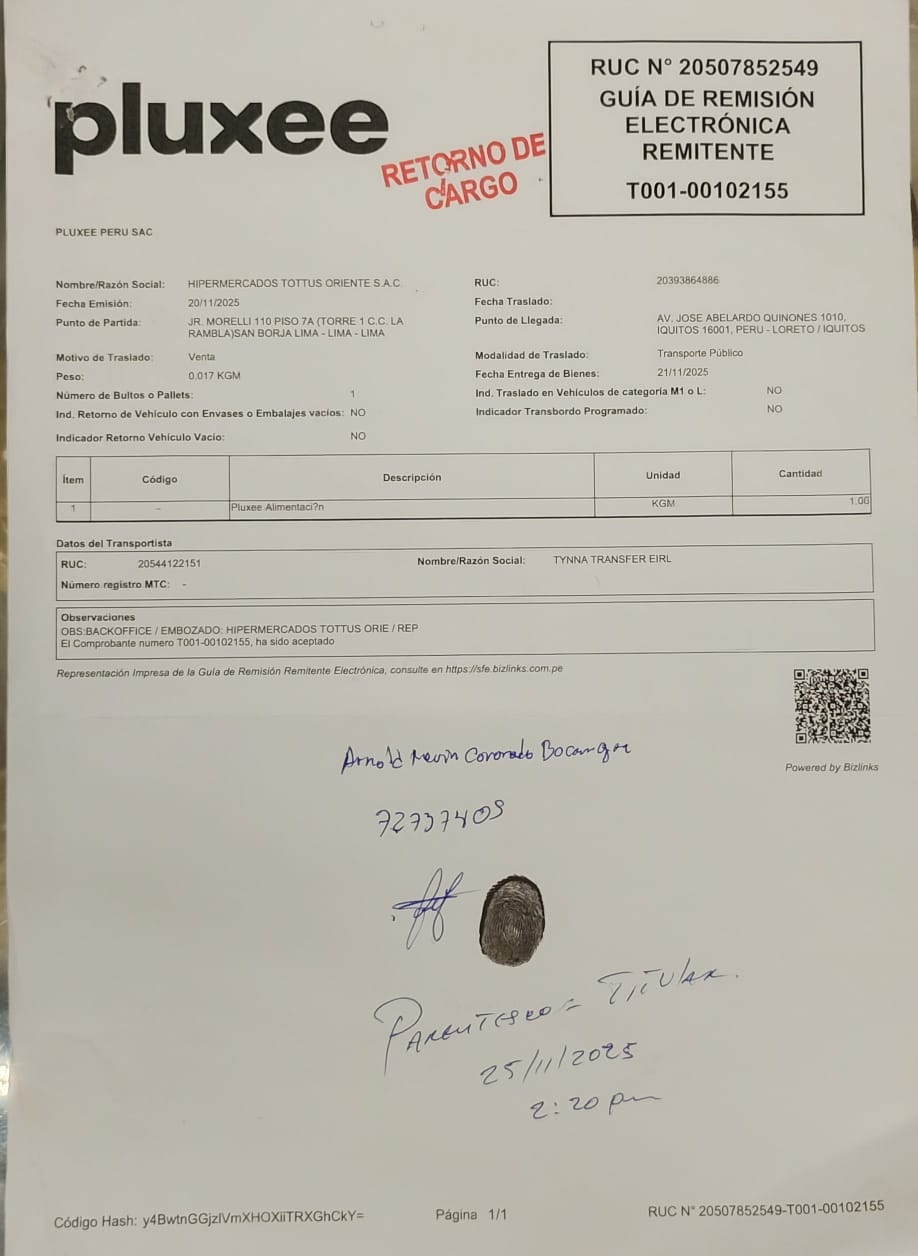 pluxee
RETORNO DE
CARGO
RUC N° 20507852549
GUÍA DE REMISIÓN
ELECTRÓNICA
REMITENTE
T001-00102155
PLUXEE PERU SAC
Nombre/Razón Social: HIPERMERCADOS TOTTUS ORIENTE S.A.C.
RUC: 20393864886
Fecha Emisión: 20/11/2025
Fecha Traslado:
Punto de Partida: JR. MORELLI 110 PISO 7A (TORRE 1 C.C. LA
RAMBLA)SAN BORJA LIMA - LIMA - LIMA
Punto de Llegada: AV. JOSE ABELARDO QUINONES 1010,
IQUITOS 16001, PERU - LORETO / IQUITOS
Motivo de Traslado: Venta
Modalidad de Traslado: Transporte Público
Peso: 0.017 KGM
Fecha Entrega de Bienes: 21/11/2025
Número de Bultos o Pallets: 1
Ind. Traslado en Vehículos de categoría M1 o L: NO
Ind. Retorno de Vehículo con Envases o Embalajes vacíos: NO
Indicador Transbordo Programado: NO
Indicador Retorno Vehículo Vacío: NO
Ítem Código Descripción Unidad Cantidad
1 – Pluxee Alimentaci?n KGM 1.00
Datos del Transportista
RUC: 20544122151 Nombre/Razón Social: TYNNA TRANSFER EIRL
Número registro MTC: -
Observaciones
OBS:BACKOFFICE / EMBOZADO: HIPERMERCADOS TOTTUS ORIE / REP
El Comprobante numero T001-00102155, ha sido aceptado
Representación Impresa de la Guía de Remisión Remitente Electrónica, consulte en https://sfe.bizlinks.com.pe
Powered by Bizlinks
Arnold Coronado
72737409
PARENTESCO = TITULAR.
25/11/2025
2:20 pm
Código Hash: y4BwtnGGjzlVmXHOXiiTRXGhCkY=
Página 1/1
RUC N° 20507852549-T001-00102155